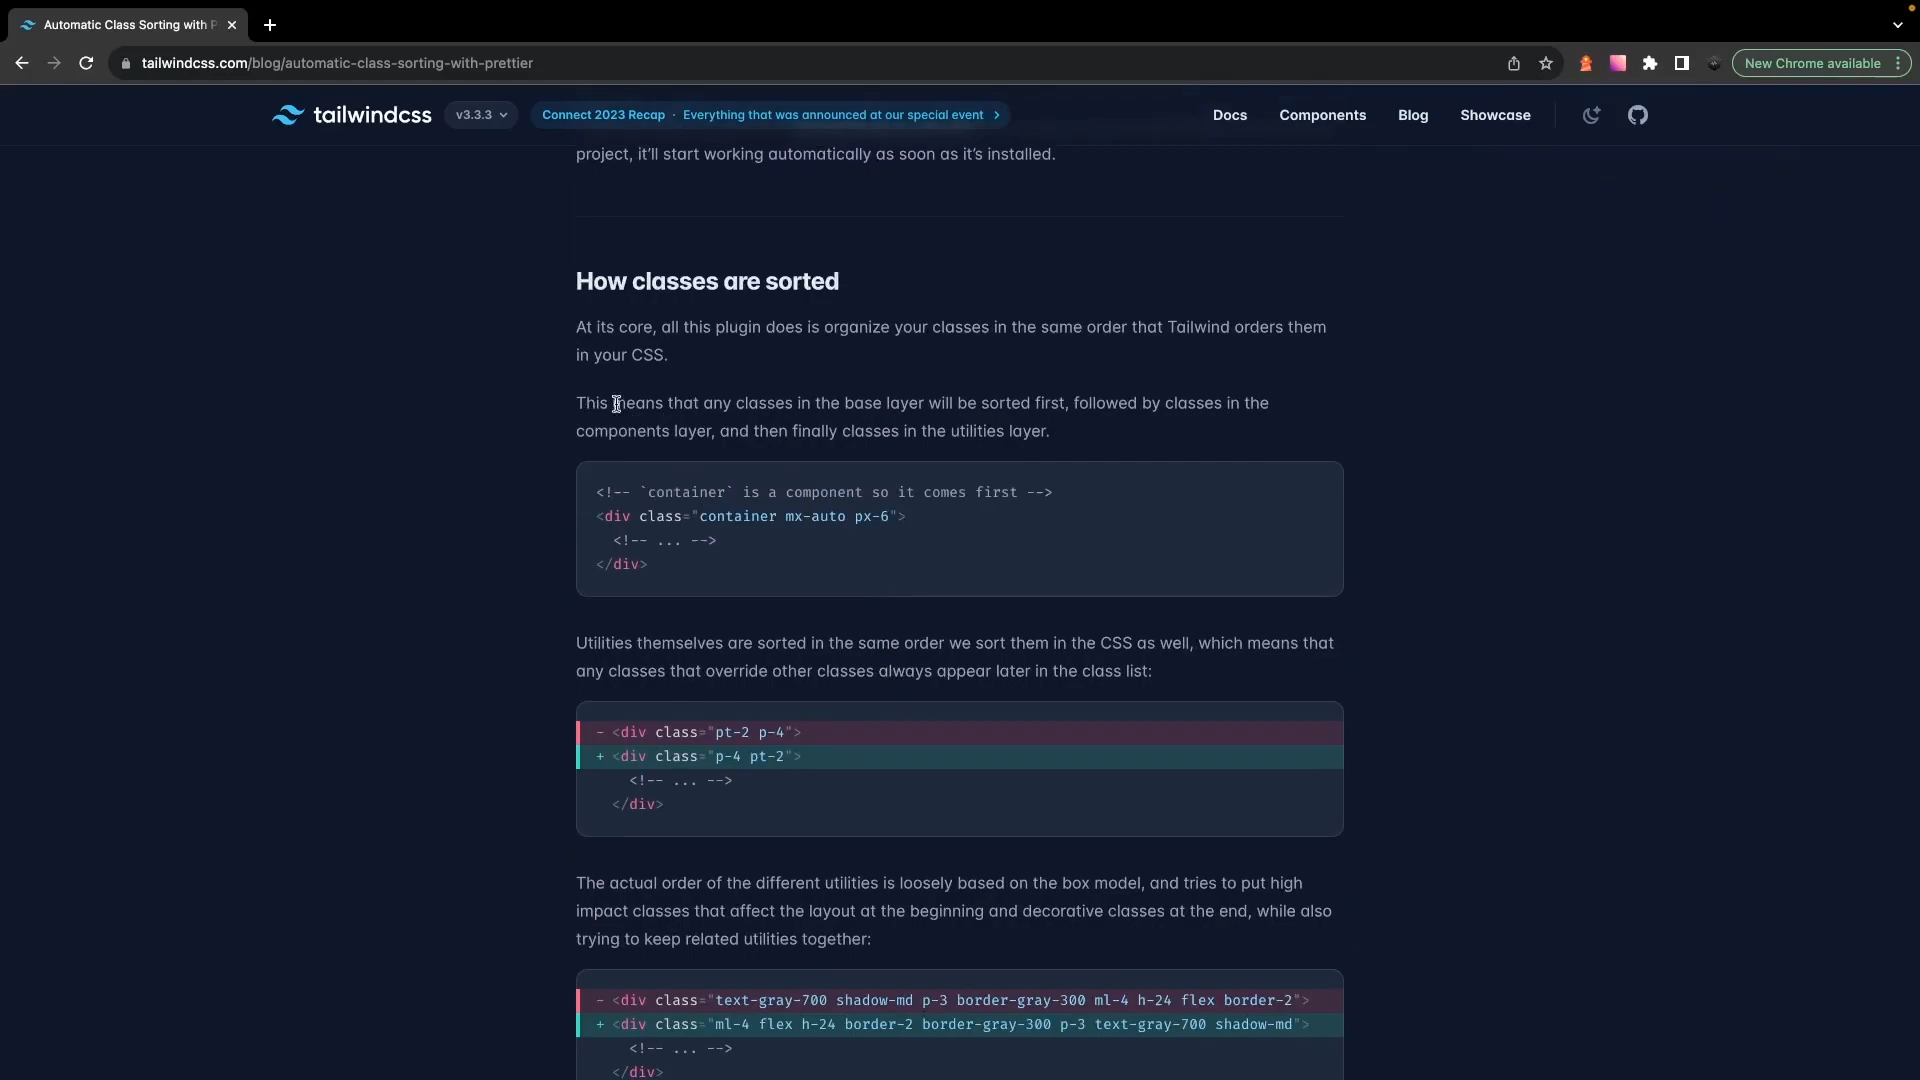 Automatic Class Sorting with P
tailwindcss.com/blog/automatic-class-sorting-with-prettier
New Chrome available
tailwindcss
v3.3.3
Connect 2023 Recap · Everything that was announced at our special event
Docs
Components
Blog
Showcase
project, it’ll start working automatically as soon as it’s installed.
How classes are sorted
At its core, all this plugin does is organize your classes in the same order that Tailwind orders them
in your CSS.
This means that any classes in the base layer will be sorted first, followed by classes in the
components layer, and then finally classes in the utilities layer.
<!-- `container` is a component so it comes first -->
<div class="container mx-auto px-6">
<!-- ... -->
</div>
Utilities themselves are sorted in the same order we sort them in the CSS as well, which means that
any classes that override other classes always appear later in the class list:
- <div class="pt-2 p-4">
+ <div class="p-4 pt-2">
<!-- ... -->
</div>
The actual order of the different utilities is loosely based on the box model, and tries to put high
impact classes that affect the layout at the beginning and decorative classes at the end, while also
trying to keep related utilities together:
- <div class="text-gray-700 shadow-md p-3 border-gray-300 ml-4 h-24 flex border-2">
+ <div class="ml-4 flex h-24 border-2 border-gray-300 p-3 text-gray-700 shadow-md">
<!-- ... -->
</div>